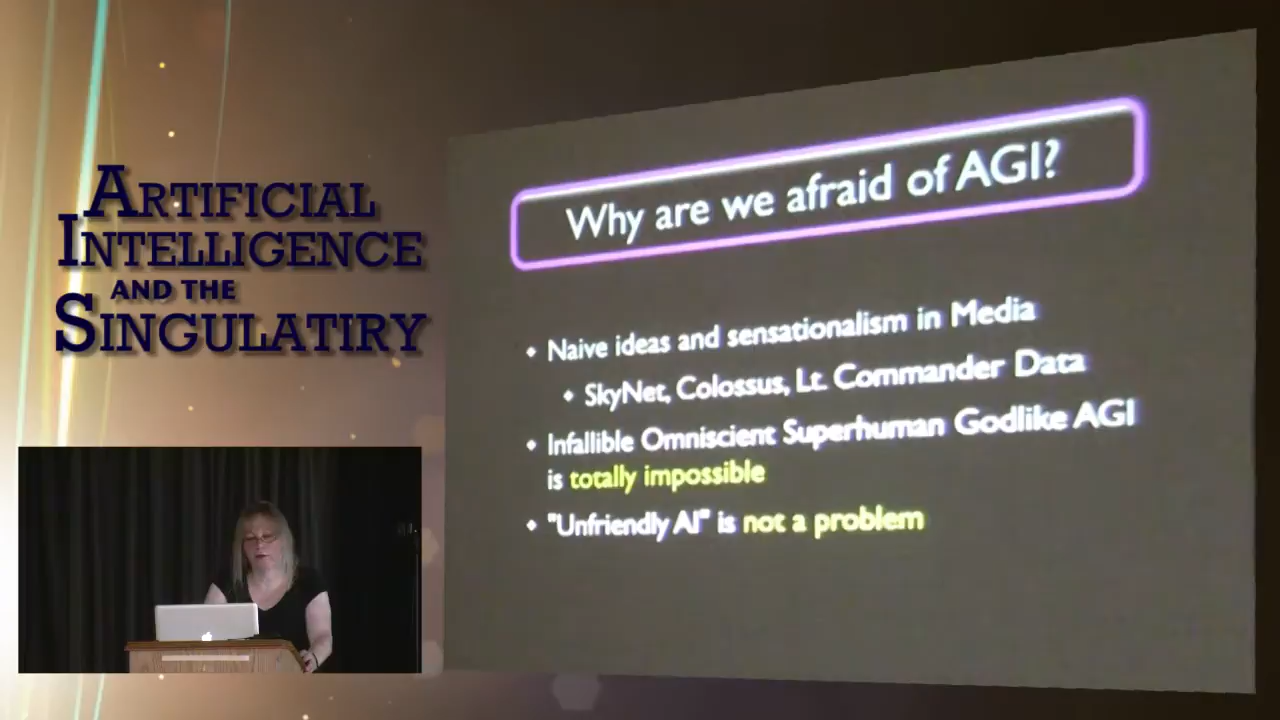 ARTIFICIAL
INTELLIGENCE
AND THE
SINGULATIRY
Why are we afraid of AGI?
• Naive ideas and sensationalism in Media
• SkyNet, Colossus, Lt. Commander Data
• Infallible Omniscient Superhuman Godlike AGI
is totally impossible
• "Unfriendly AI" is not a problem